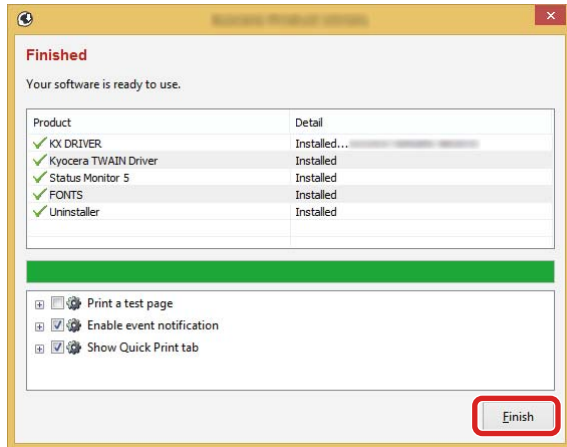 Finished
Your software is ready to use.
Product Detail
KX DRIVER Installed...
Kyocera TWAIN Driver Installed
Status Monitor 5 Installed
FONTS Installed
Uninstaller Installed
Print a test page
Enable event notification
Show Quick Print tab
Finish